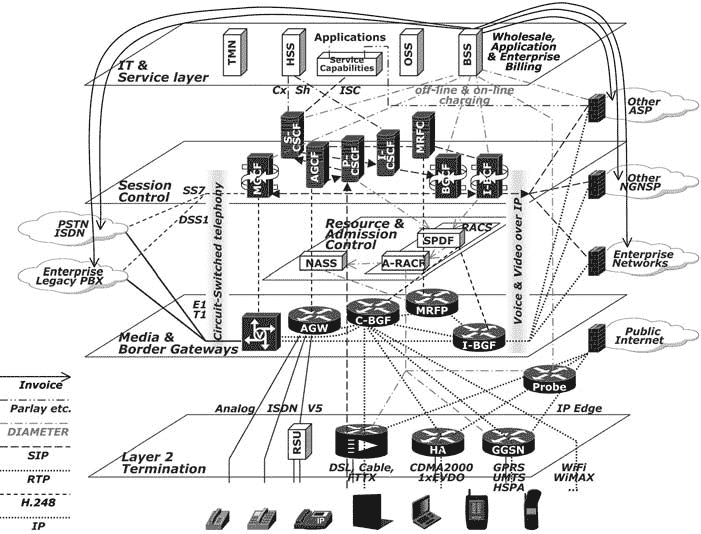 Applications
TMN
HSS
Service
Capabilities
OSS
BSS
Wholesale,
Application
& Enterprise
Billing
IT &
Service layer
Cx Sh ISC
off-line & on-line
charging
Other
ASP
S-
CSCF
AGCF
P-
CSCF
I-
CSCF
MRFC
MGCF
BGCF
Session
Control
SS7
DSS1
Other
NGNSP
PSTN
ISDN
Enterprise
Legacy PBX
Circuit-Switched telephony
Resource &
Admission
Control
RACS
SPDF
NASS
A-RACF
Voice & Video over IP
Enterprise
Networks
E1
T1
Media &
Border Gateways
AGW
C-BGF
MRFP
I-BGF
Public
Internet
Probe
Invoice
Parlay etc.
DIAMETER
SIP
RTP
H.248
IP
Analog ISDN V5
IP Edge
RSU
Layer 2
Termination
DSL, Cable,
FTTX
HA
CDMA2000
1xEVDO
GGSN
GPRS
UMTS
HSPA
WiFi
WiMAX
...
IP